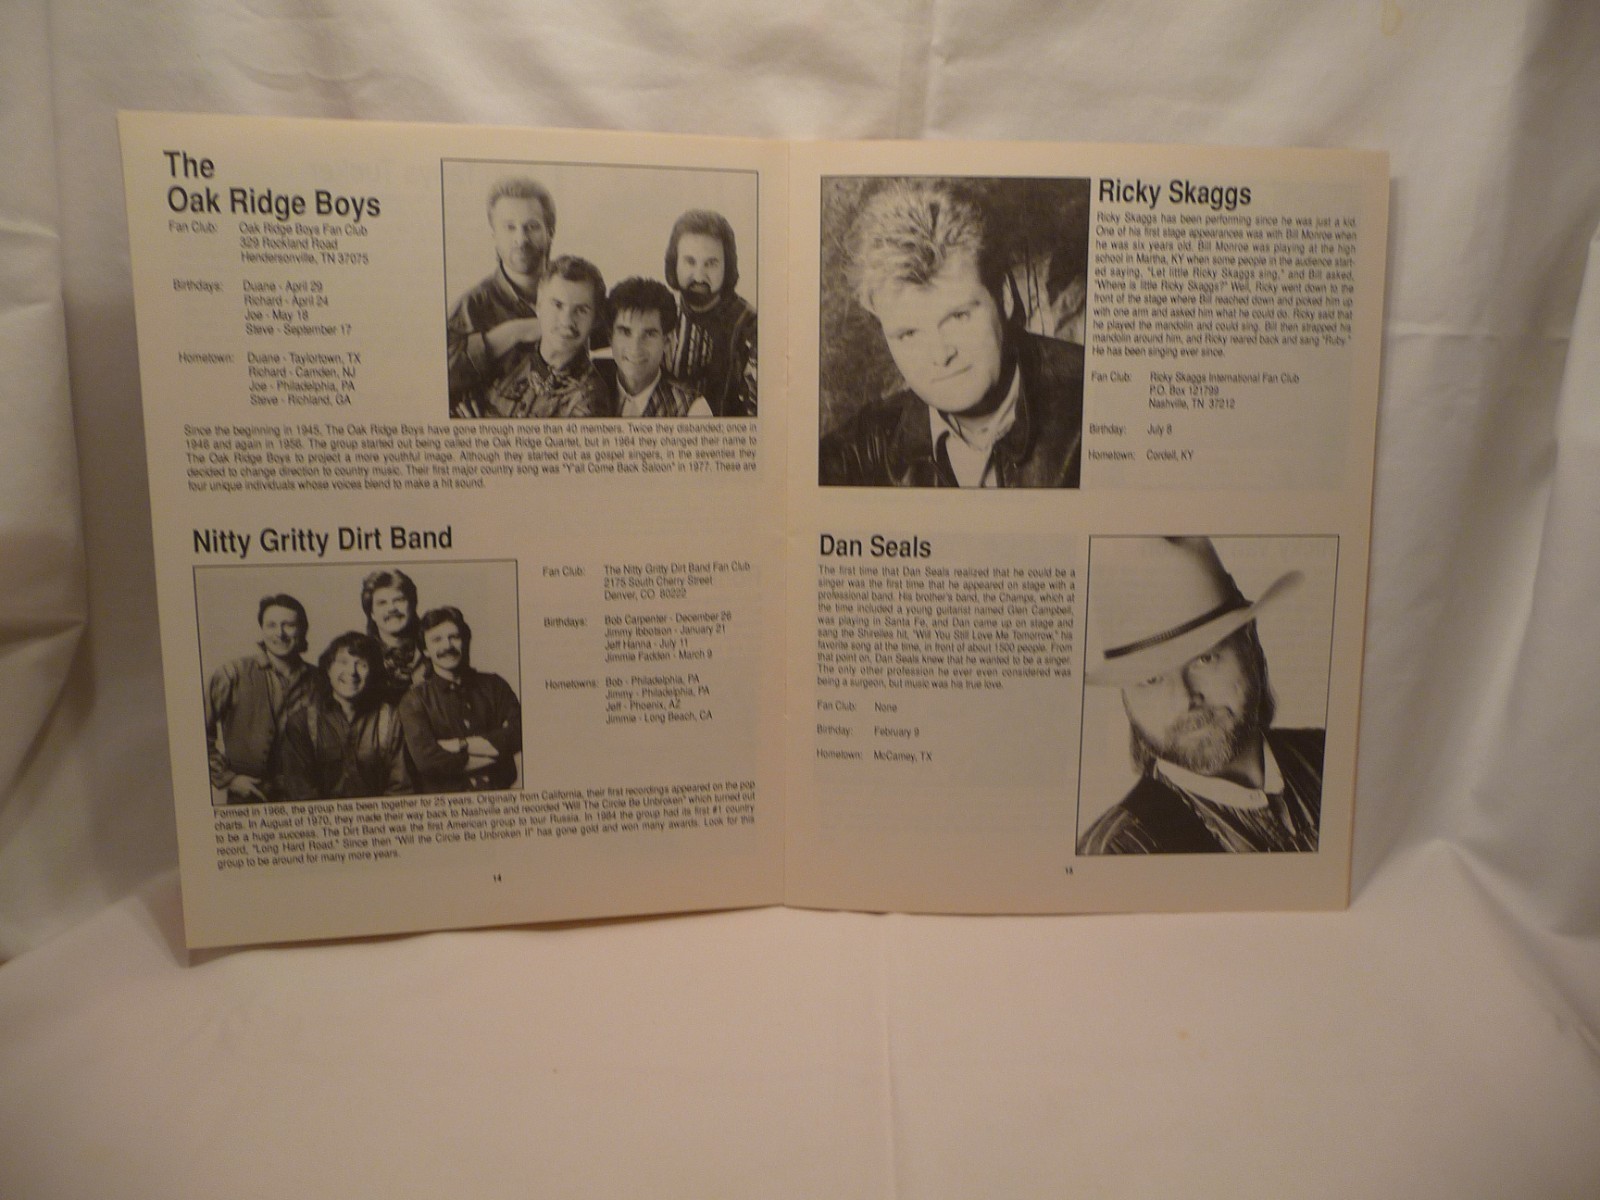 The
Oak Ridge Boys
Fan Club: Oak Ridge Boys Fan Club
329 Rockland Road
Hendersonville, TN 37075
Birthdays: Duane - April 29
Richard - April 24
Joe - May 18
Steve - September 17
Hometown: Duane - Taylortown, TX
Richard - Camden, NJ
Joe - Philadelphia, PA
Steve - Richland, GA
Since the beginning in 1945, The Oak Ridge Boys have gone through more than 40 members. Twice they disbanded; once in
1946 and again in 1956. The group started out being called the Oak Ridge Quartet, but in 1964 they changed their name to
The Oak Ridge Boys to project a more youthful image. Although they started out as gospel singers, in the seventies they
decided to change direction to country music. Their first major country song was "Y'all Come Back Saloon" in 1977. These are
four unique individuals whose voices blend to make a hit sound.
Nitty Gritty Dirt Band
Fan Club: The Nitty Gritty Dirt Band Fan Club
2175 South Cherry Street
Denver, CO 80222
Birthdays: Bob Carpenter - December 26
Jimmy Ibbotson - January 21
Jeff Hanna - July 11
Jimmie Fadden - March 9
Hometowns: Bob - Philadelphia, PA
Jimmy - Philadelphia, PA
Jeff - Phoenix, AZ
Jimmie - Long Beach, CA
Formed in 1966, the group has been together for 25 years. Originally from California, their first recordings appeared on the pop
charts. In August of 1970, they made their way back to Nashville and recorded "Will The Circle Be Unbroken" which turned out
to be a huge success. The Dirt Band was the first American group to tour Russia. In 1984 the group had its first #1 country
record, "Long Hard Road." Since then "Will the Circle Be Unbroken II" has gone gold and won many awards. Look for this
group to be around for many more years.
14
Ricky Skaggs
Ricky Skaggs has been performing since he was just a kid.
One of his first stage appearances was with Bill Monroe when
he was six years old. Bill Monroe was playing at the high
school in Martha, KY when some people in the audience start-
ed saying, "Let little Ricky Skaggs sing," and Bill asked,
"Where is little Ricky Skaggs?" Well, Ricky went down to the
front of the stage where Bill reached down and picked him up
with one arm and asked him what he could do. Ricky said that
he played the mandolin and could sing. Bill then strapped his
mandolin around him, and Ricky reared back and sang "Ruby."
He has been singing ever since.
Fan Club: Ricky Skaggs International Fan Club
P.O. Box 121799
Nashville, TN 37212
Birthday: July 8
Hometown: Cordell, KY
Dan Seals
The first time that Dan Seals realized that he could be a
singer was the first time that he appeared on stage with a
professional band. His brother's band, the Champs, which at
the time included a young guitarist named Glen Campbell,
was playing in Santa Fe, and Dan came up on stage and
sang the Shirelles hit, "Will You Still Love Me Tomorrow," his
favorite song at the time, in front of about 1500 people. From
that point on, Dan Seals knew that he wanted to be a singer.
The only other profession he ever even considered was
being a surgeon, but music was his true love.
Fan Club: None
Birthday: February 9
Hometown: McCamey, TX